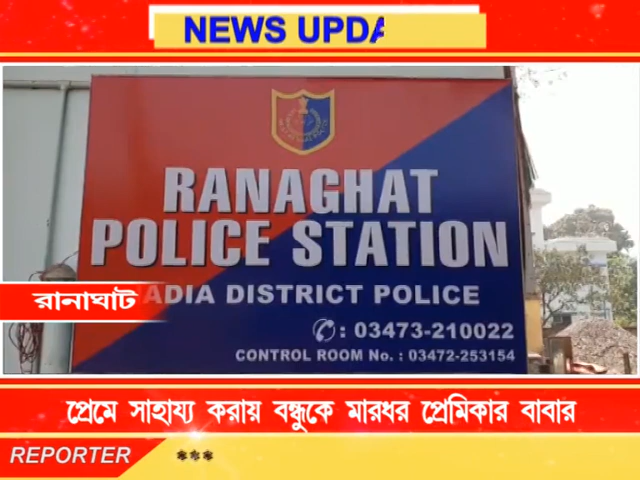 NEWS UPDA
RANAGHAT
POLICE STATION
রানাঘাট
ADIA DISTRICT POLICE
✆: 03473-210022
CONTROL ROOM No. : 03472-253154
প্রেমে সাহায্য করায় বন্ধুকে মারধর প্রেমিকার বাবার
REPORTER ***